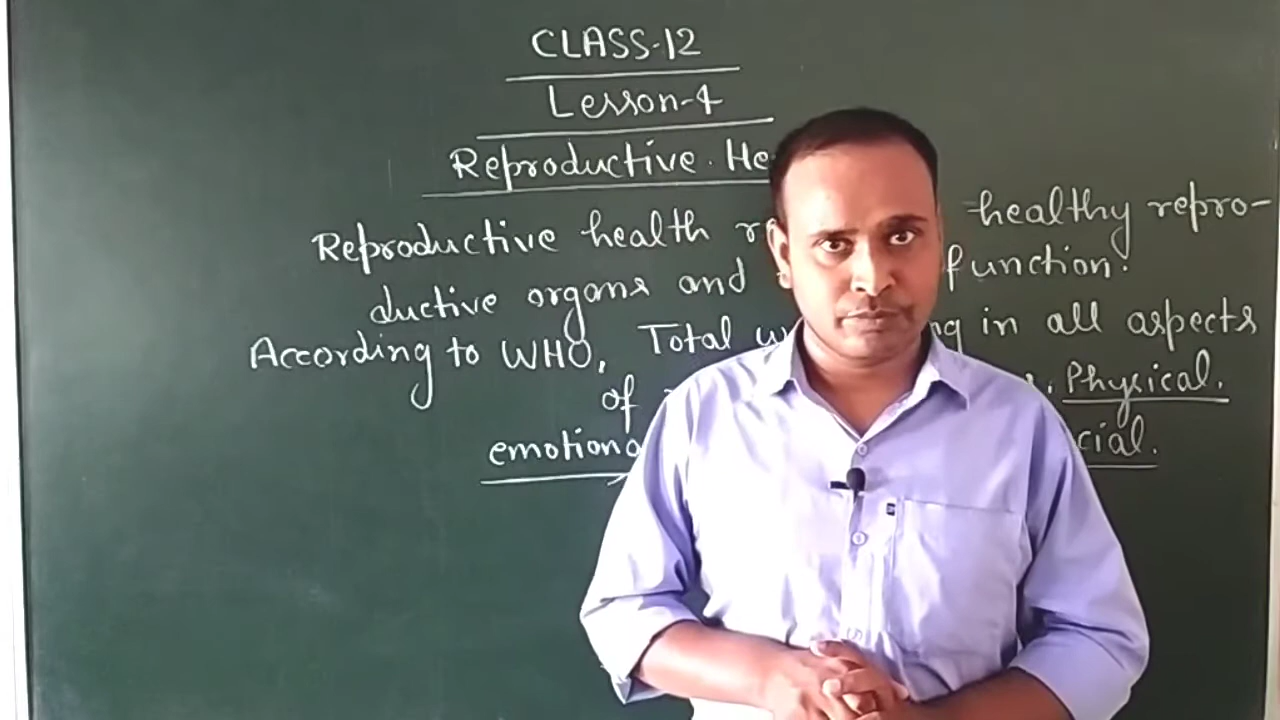 CLASS-12
Lesson-4
Reproductive. He
Reproductive health healthy repro-
ductive organs and function.
According to WHO, Total in all aspects
of Physical.
emotiona cial.